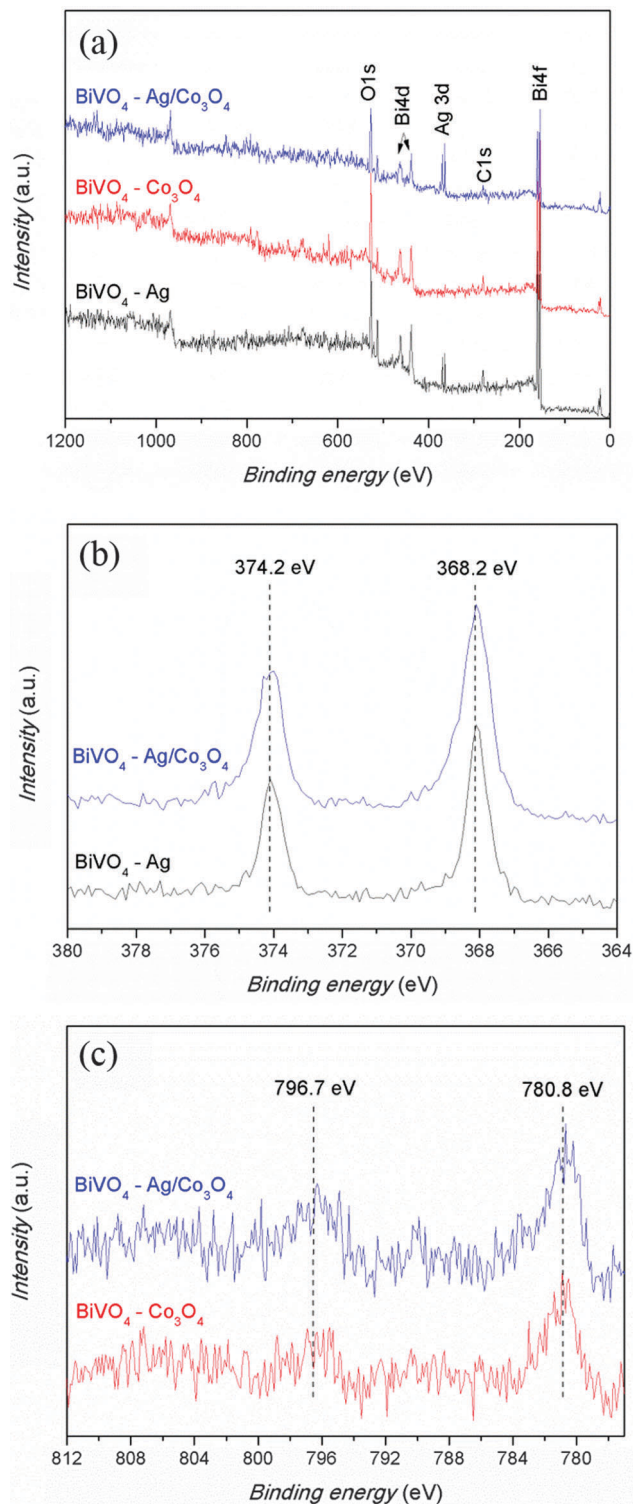 (a)
BiVO₄ - Ag/Co₃O₄
BiVO₄ - Co₃O₄
BiVO₄ - Ag
O1s
Bi4d
Ag 3d
C1s
Bi4f
Intensity (a.u.)
1200 1000 800 600 400 200 0
Binding energy (eV)
(b)
374.2 eV 368.2 eV
BiVO₄ - Ag/Co₃O₄
BiVO₄ - Ag
Intensity (a.u.)
380 378 376 374 372 370 368 366 364
Binding energy (eV)
(c)
796.7 eV 780.8 eV
BiVO₄ - Ag/Co₃O₄
BiVO₄ - Co₃O₄
Intensity (a.u.)
812 808 804 800 796 792 788 784 780
Binding energy (eV)